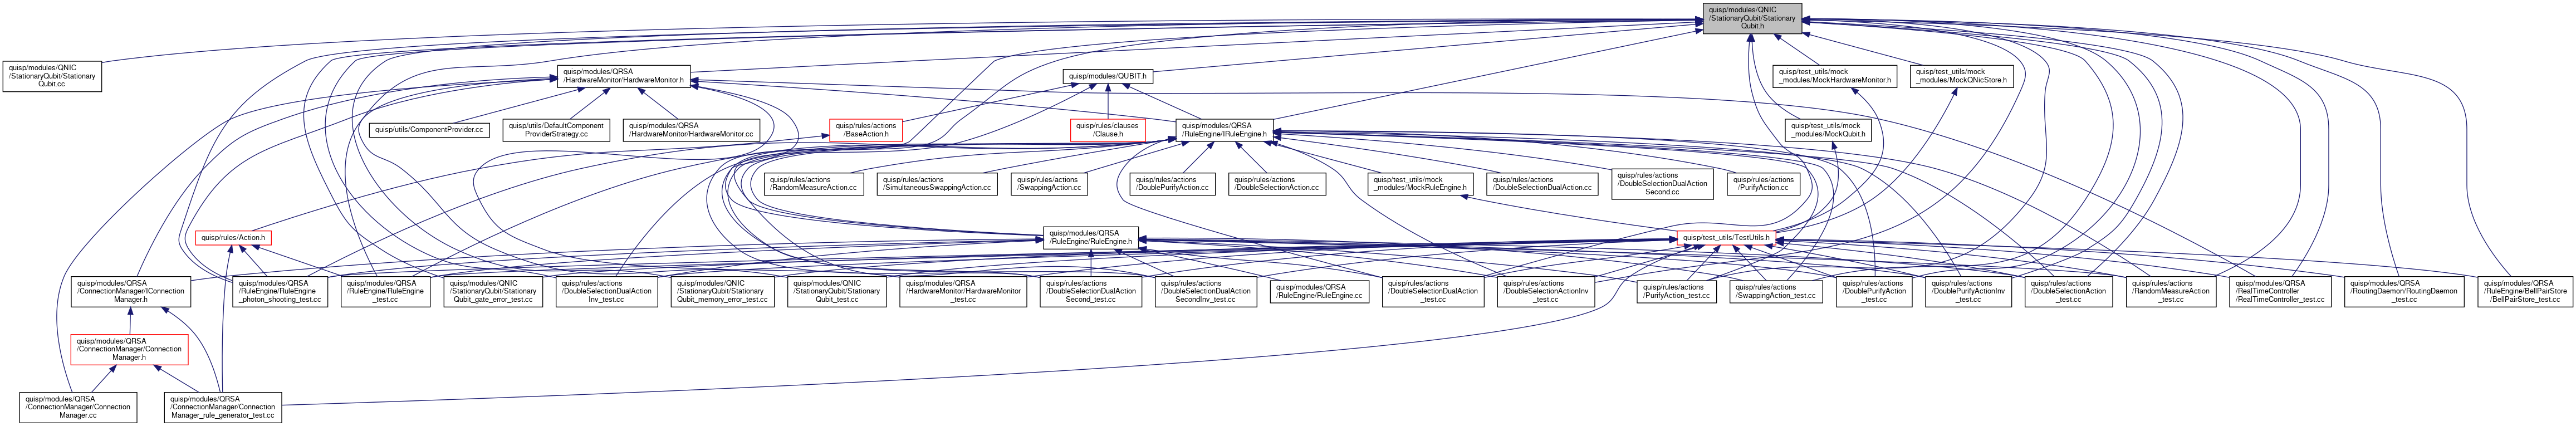 quisp/modules/QNIC
/StationaryQubit/Stationary
Qubit.h
quisp/modules/QNIC
/StationaryQubit/Stationary
Qubit.cc
quisp/modules/QRSA
/HardwareMonitor/HardwareMonitor.h
quisp/modules/QUBIT.h
quisp/test_utils/mock
_modules/MockHardwareMonitor.h
quisp/test_utils/mock
_modules/MockQNicStore.h
quisp/utils/ComponentProvider.cc
quisp/utils/DefaultComponent
ProviderStrategy.cc
quisp/modules/QRSA
/HardwareMonitor/HardwareMonitor.cc
quisp/rules/actions
/BaseAction.h
quisp/rules/clauses
/Clause.h
quisp/modules/QRSA
/RuleEngine/IRuleEngine.h
quisp/test_utils/mock
_modules/MockQubit.h
quisp/rules/actions
/RandomMeasureAction.cc
quisp/rules/actions
/SimultaneousSwappingAction.cc
quisp/rules/actions
/SwappingAction.cc
quisp/rules/actions
/DoublePurifyAction.cc
quisp/rules/actions
/DoubleSelectionAction.cc
quisp/test_utils/mock
_modules/MockRuleEngine.h
quisp/rules/actions
/DoubleSelectionDualAction.cc
quisp/rules/actions
/DoubleSelectionDualAction
Second.cc
quisp/rules/actions
/PurifyAction.cc
quisp/rules/Action.h
quisp/modules/QRSA
/RuleEngine/RuleEngine.h
quisp/test_utils/TestUtils.h
quisp/modules/QRSA
/ConnectionManager/IConnection
Manager.h
quisp/modules/QRSA
/RuleEngine/RuleEngine
_photon_shooting_test.cc
quisp/modules/QRSA
/RuleEngine/RuleEngine
_test.cc
quisp/modules/QNIC
/StationaryQubit/Stationary
Qubit_gate_error_test.cc
quisp/rules/actions
/DoubleSelectionDualAction
Inv_test.cc
quisp/modules/QNIC
/StationaryQubit/Stationary
Qubit_memory_error_test.cc
quisp/modules/QNIC
/StationaryQubit/Stationary
Qubit_test.cc
quisp/modules/QRSA
/HardwareMonitor/HardwareMonitor
_test.cc
quisp/rules/actions
/DoubleSelectionDualAction
Second_test.cc
quisp/rules/actions
/DoubleSelectionDualAction
SecondInv_test.cc
quisp/modules/QRSA
/RuleEngine/RuleEngine.cc
quisp/rules/actions
/DoubleSelectionDualAction
_test.cc
quisp/rules/actions
/DoubleSelectionActionInv
_test.cc
quisp/rules/actions
/PurifyAction_test.cc
quisp/rules/actions
/SwappingAction_test.cc
quisp/rules/actions
/DoublePurifyAction
_test.cc
quisp/rules/actions
/DoublePurifyActionInv
_test.cc
quisp/rules/actions
/DoubleSelectionAction
_test.cc
quisp/rules/actions
/RandomMeasureAction
_test.cc
quisp/modules/QRSA
/RealTimeController
/RealTimeController_test.cc
quisp/modules/QRSA
/RoutingDaemon/RoutingDaemon
_test.cc
quisp/modules/QRSA
/RuleEngine/BellPairStore
/BellPairStore_test.cc
quisp/modules/QRSA
/ConnectionManager/Connection
Manager.h
quisp/modules/QRSA
/ConnectionManager/Connection
Manager.cc
quisp/modules/QRSA
/ConnectionManager/Connection
Manager_rule_generator_test.cc